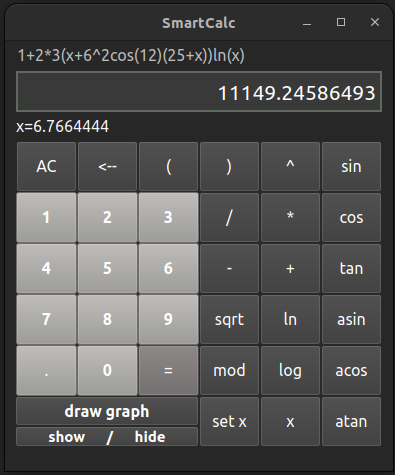 SmartCalc
1+2*3(x+6^2cos(12)(25+x))ln(x)
11149.24586493
x=6.7664444
AC <-- ( ) ^ sin
1 2 3 / * cos
4 5 6 - + tan
7 8 9 sqrt ln asin
. 0 = mod log acos
draw graph set x x atan
show / hide